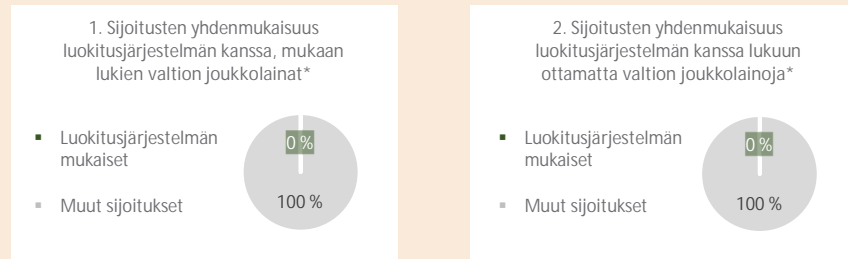 1. Sijoitusten yhdenmukaisuus
luokitusjärjestelmän kanssa, mukaan
lukien valtion joukkolainat*
Luokitusjärjestelmän
mukaiset
Muut sijoitukset
0 %
100 %
2. Sijoitusten yhdenmukaisuus
luokitusjärjestelmän kanssa lukuun
ottamatta valtion joukkolainoja*
Luokitusjärjestelmän
mukaiset
Muut sijoitukset
0 %
100 %